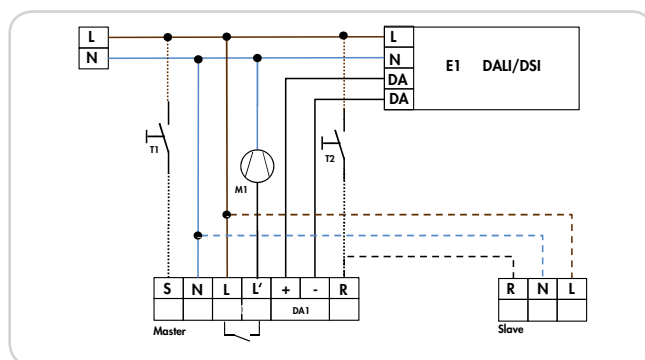 L
N
L
N
DA
DA
E1 DALI/DSI
T1
T2
M1
S N L L' + - R
DA1
Master
R N L
Slave